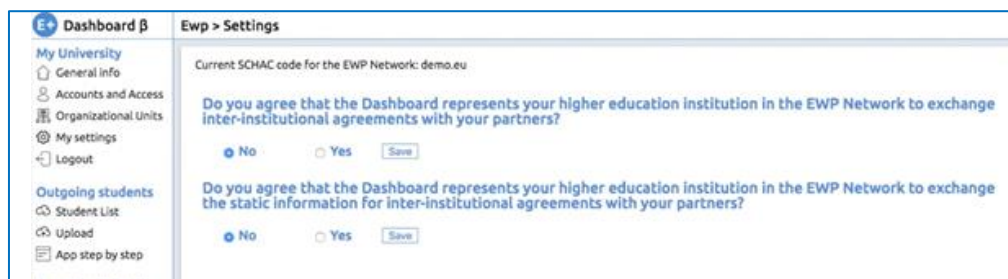 E+ Dashboard β
Ewp > Settings
My University
General info
Accounts and Access
Organizational Units
My settings
Logout
Outgoing students
Student List
Upload
App step by step
Current SCHAC code for the EWP Network: demo.eu
Do you agree that the Dashboard represents your higher education institution in the EWP Network to exchange
inter-institutional agreements with your partners?
No Yes Save
Do you agree that the Dashboard represents your higher education institution in the EWP Network to exchange
the static information for inter-institutional agreements with your partners?
No Yes Save